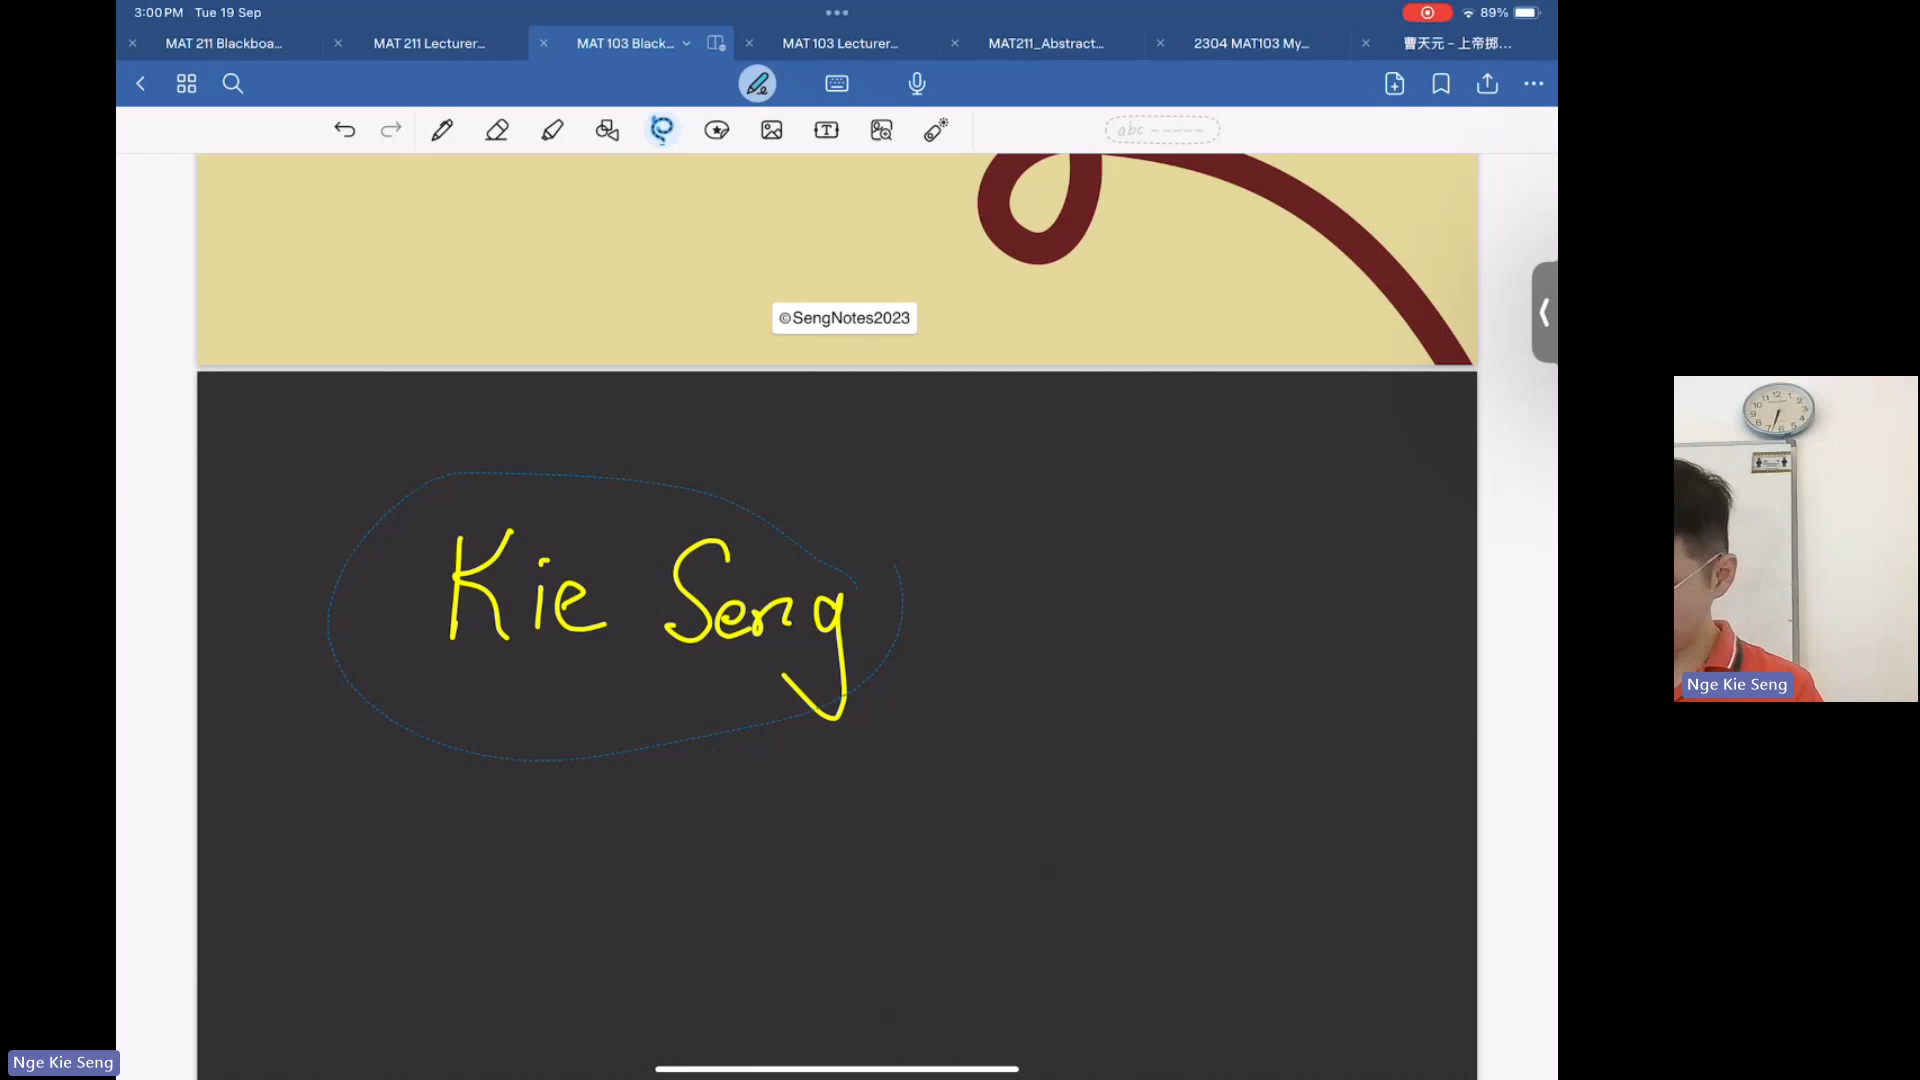 3:00 PM Tue 19 Sep
89%
MAT 211 Blackboa...
MAT 211 Lecturer...
MAT 103 Black...
MAT 103 Lecturer...
MAT211_Abstract...
2304 MAT103 My...
曹天元 - 上帝掷...
abc
T
©SengNotes2023
Kie Seng
Nge Kie Seng
Nge Kie Seng